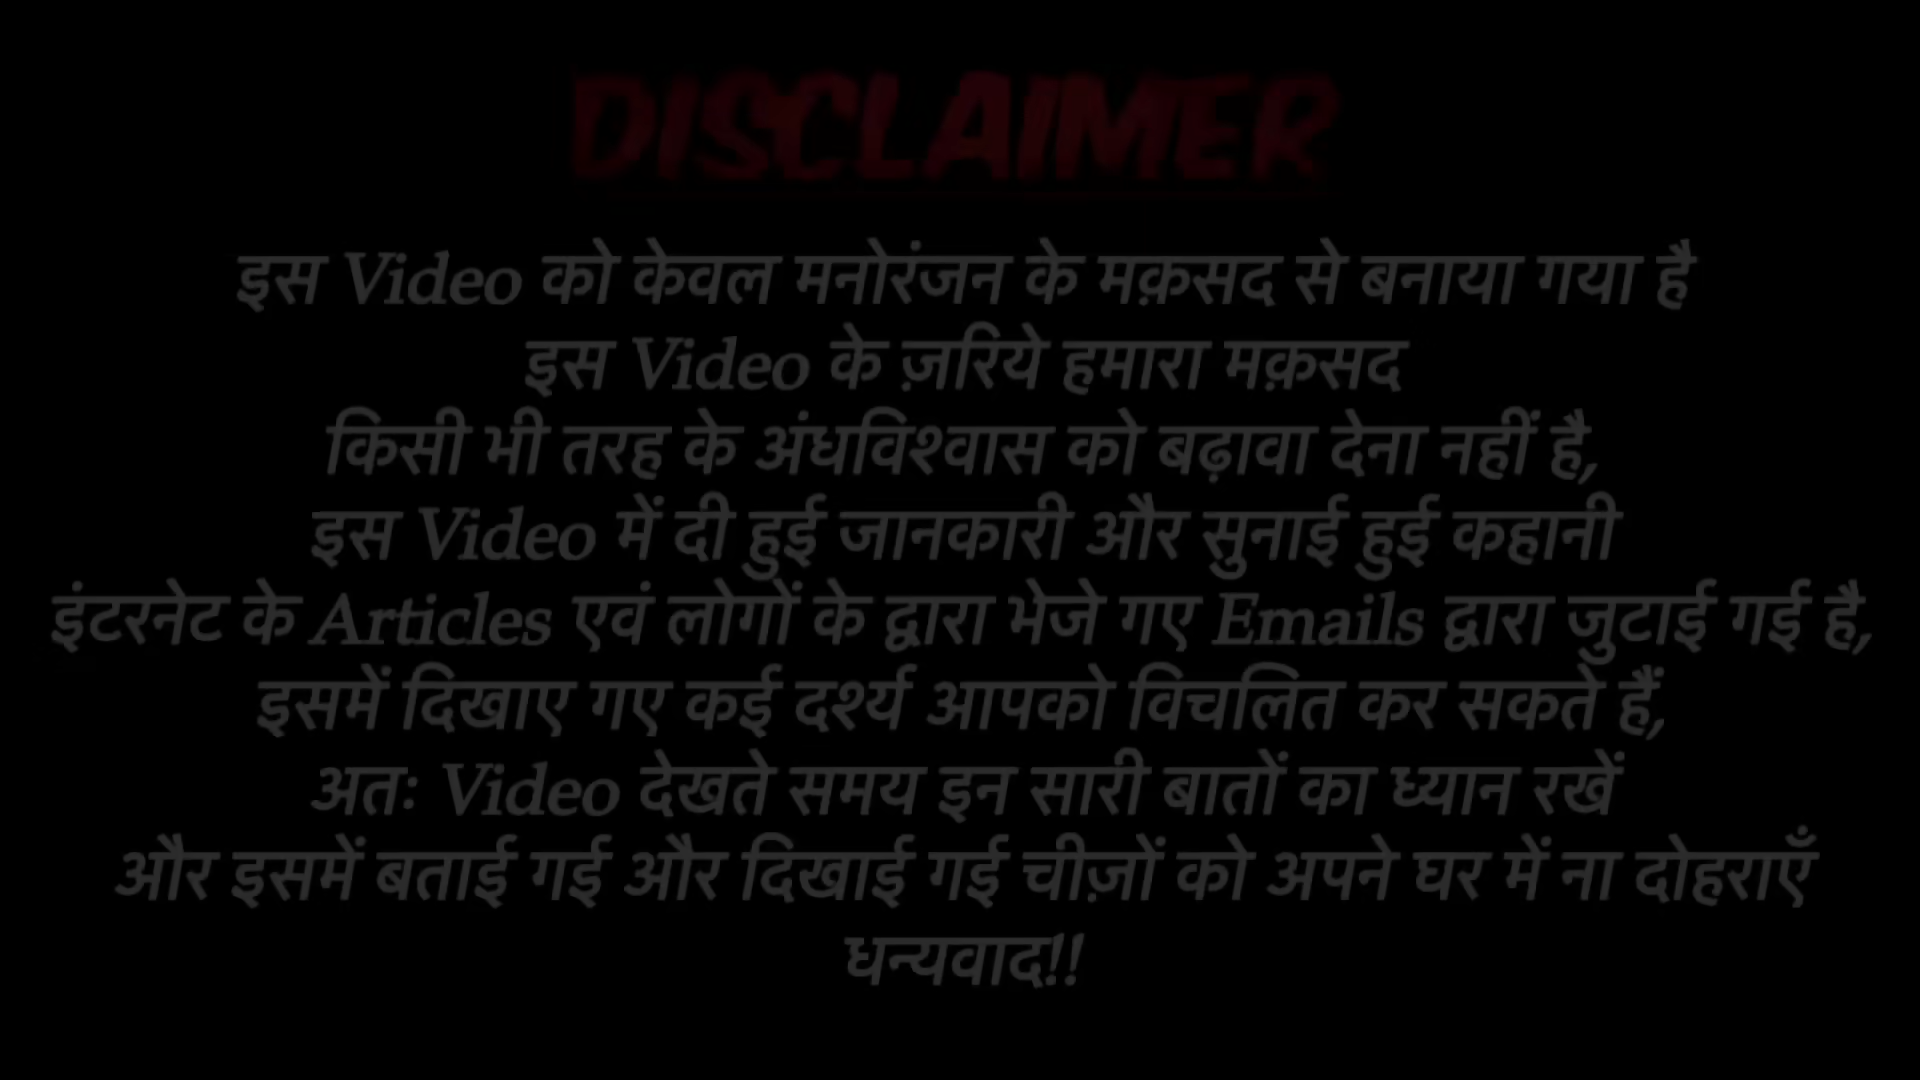 DISCLAIMER
इस Video को केवल मनोरंजन के मक़सद से बनाया गया है
इस Video के ज़रिये हमारा मक़सद
किसी भी तरह के अंधविश्वास को बढ़ावा देना नहीं है,
इस Video में दी हुई जानकारी और सुनाई हुई कहानी
इंटरनेट के Articles एवं लोगों के द्वारा भेजे गए Emails द्वारा जुटाई गई है,
इसमें दिखाए गए कई दर्श्य आपको विचलित कर सकते हैं,
अतः Video देखते समय इन सारी बातों का ध्यान रखें
और इसमें बताई गई और दिखाई गई चीज़ों को अपने घर में ना दोहराएँ
धन्यवाद!!